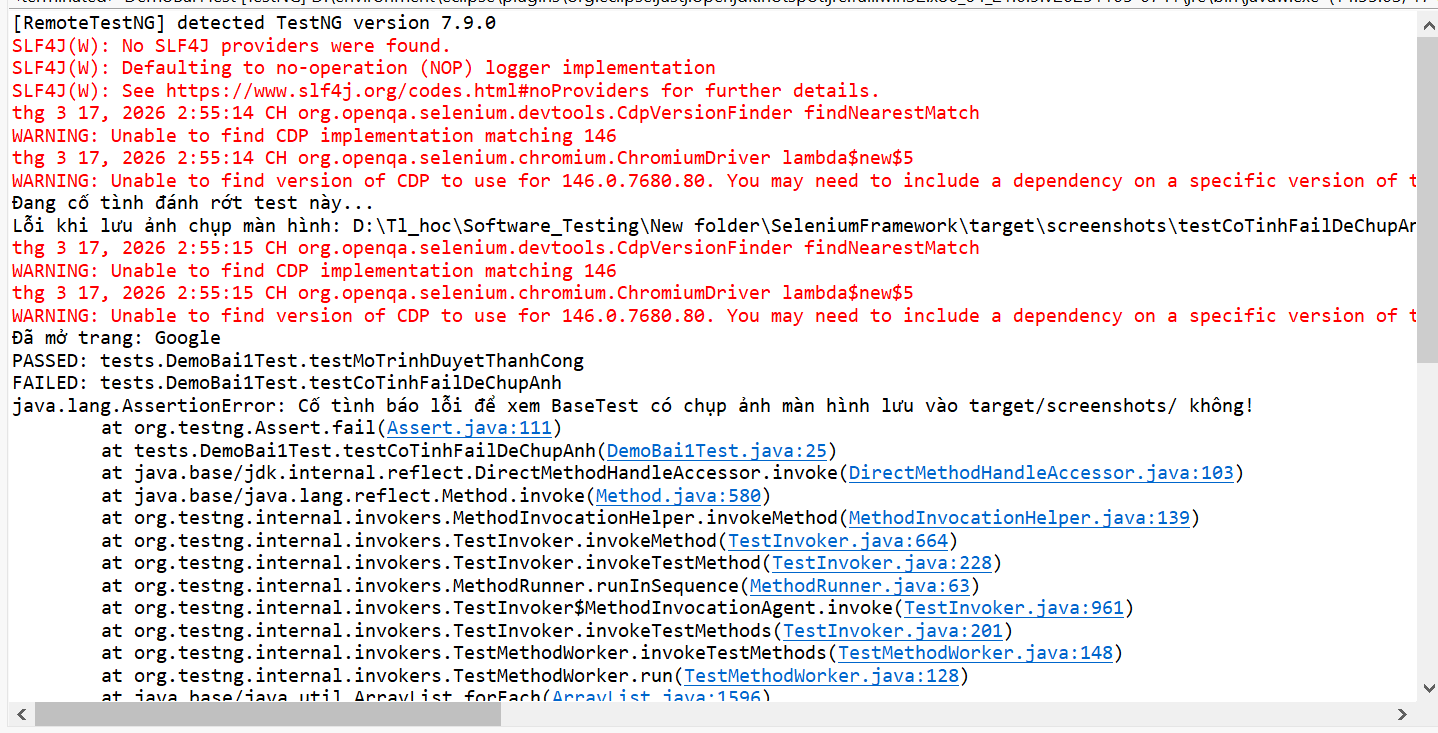 [RemoteTestNG] detected TestNG version 7.9.0
SLF4J(W): No SLF4J providers were found.
SLF4J(W): Defaulting to no-operation (NOP) logger implementation
SLF4J(W): See https://www.slf4j.org/codes.html#noProviders for further details.
thg 3 17, 2026 2:55:14 CH org.openqa.selenium.devtools.CdpVersionFinder findNearestMatch
WARNING: Unable to find CDP implementation matching 146
thg 3 17, 2026 2:55:14 CH org.openqa.selenium.chromium.ChromiumDriver lambda$new$5
WARNING: Unable to find version of CDP to use for 146.0.7680.80. You may need to include a dependency on a specific version of t
Đang cố tình đánh rớt test này...
Lỗi khi lưu ảnh chụp màn hình: D:\Tl_hoc\Software_Testing\New folder\SeleniumFramework\target\screenshots\testCoTinhFailDeChupAn
thg 3 17, 2026 2:55:15 CH org.openqa.selenium.devtools.CdpVersionFinder findNearestMatch
WARNING: Unable to find CDP implementation matching 146
thg 3 17, 2026 2:55:15 CH org.openqa.selenium.chromium.ChromiumDriver lambda$new$5
WARNING: Unable to find version of CDP to use for 146.0.7680.80. You may need to include a dependency on a specific version of t
Đã mở trang: Google
PASSED: tests.DemoBai1Test.testMoTrinhDuyetThanhCong
FAILED: tests.DemoBai1Test.testCoTinhFailDeChupAnh
java.lang.AssertionError: Cố tình báo lỗi để xem BaseTest có chụp ảnh màn hình lưu vào target/screenshots/ không!
at org.testng.Assert.fail(Assert.java:111)
at tests.DemoBai1Test.testCoTinhFailDeChupAnh(DemoBai1Test.java:25)
at java.base/jdk.internal.reflect.DirectMethodHandleAccessor.invoke(DirectMethodHandleAccessor.java:103)
at java.base/java.lang.reflect.Method.invoke(Method.java:580)
at org.testng.internal.invokers.MethodInvocationHelper.invokeMethod(MethodInvocationHelper.java:139)
at org.testng.internal.invokers.TestInvoker.invokeMethod(TestInvoker.java:664)
at org.testng.internal.invokers.TestInvoker.invokeTestMethod(TestInvoker.java:228)
at org.testng.internal.invokers.MethodRunner.runInSequence(MethodRunner.java:63)
at org.testng.internal.invokers.TestInvoker$MethodInvocationAgent.invoke(TestInvoker.java:961)
at org.testng.internal.invokers.TestInvoker.invokeTestMethods(TestInvoker.java:201)
at org.testng.internal.invokers.TestMethodWorker.invokeTestMethods(TestMethodWorker.java:148)
at org.testng.internal.invokers.TestMethodWorker.run(TestMethodWorker.java:128)
at java.base/java.util.ArrayList.forEach(ArrayList.java:1596)